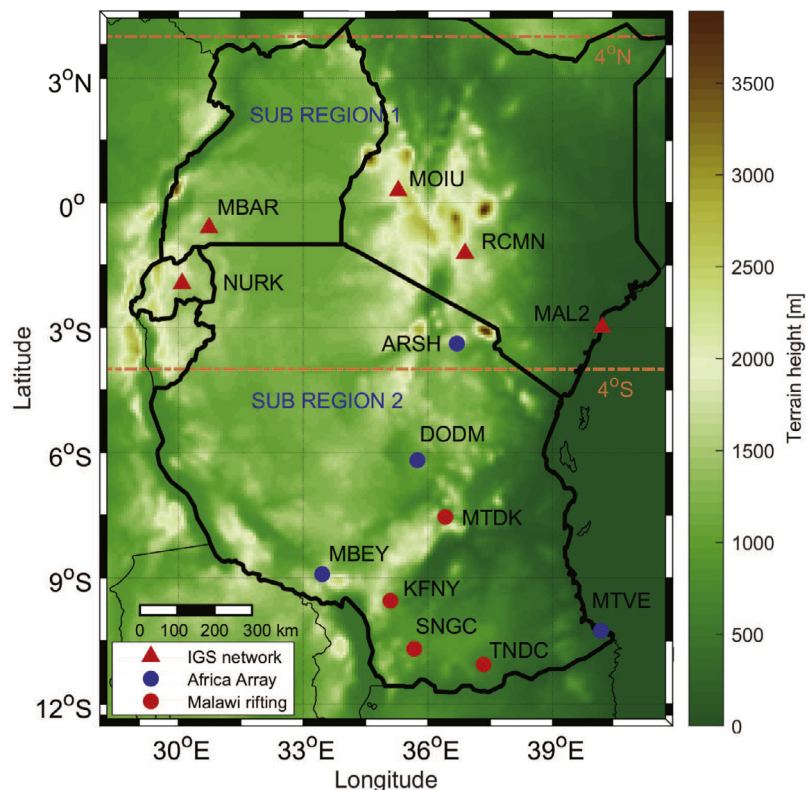 4°N
3°N
SUB REGION 1
MOIU
MBAR
0°
RCMN
NURK
MAL2
3°S
ARSH
4°S
SUB REGION 2
DODM
6°S
MTDK
MBEY
9°S
KFNY
MTVE
SNGC
TNDC
0 100 200 300 km
IGS network
Africa Array
Malawi rifting
12°S
30°E 33°E 36°E 39°E
Longitude
Latitude
3500
3000
2500
2000
1500
1000
500
0
Terrain height [m]